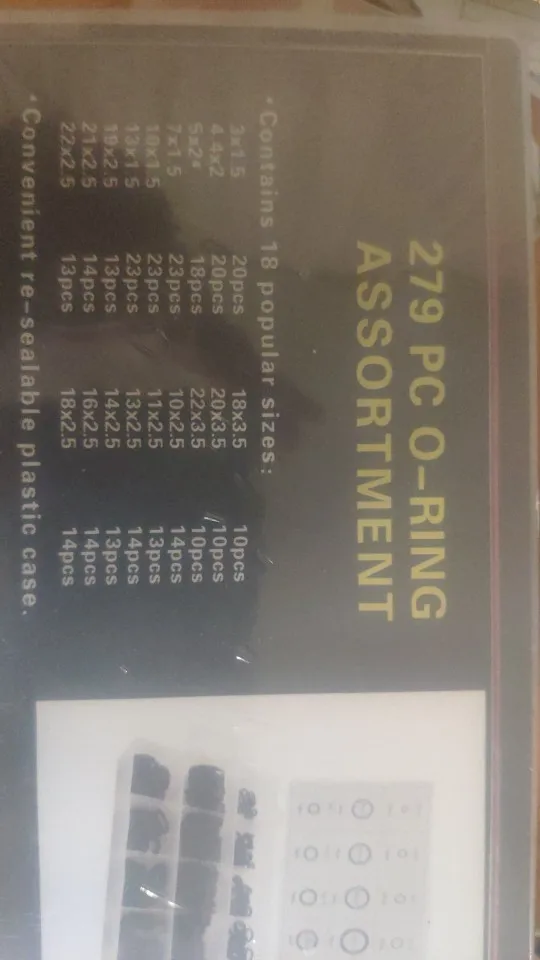 279 PC O-RING
ASSORTMENT
*Contains 18 popular sizes:
3x1.5 20pcs 18x3.5 10pcs
4.4x2 20pcs 20x3.5 10pcs
5x2 18pcs 22x3.5 10pcs
7x1.5 23pcs 10x2.5 14pcs
10x1.5 23pcs 11x2.5 13pcs
13x1.5 23pcs 13x2.5 14pcs
19x2.5 13pcs 14x2.5 13pcs
21x2.5 14pcs 16x2.5 14pcs
22x2.5 13pcs 18x2.5 14pcs
*Convenient re-sealable plastic case.